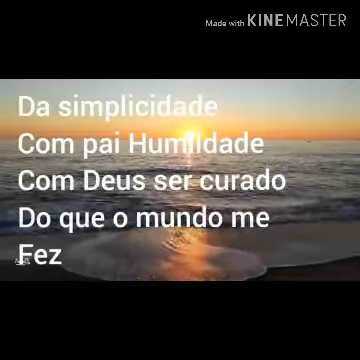 Made with KINEMASTER
Da simplicidade
Com pai Humildade
Com Deus ser curado
Do que o mundo me
Fez